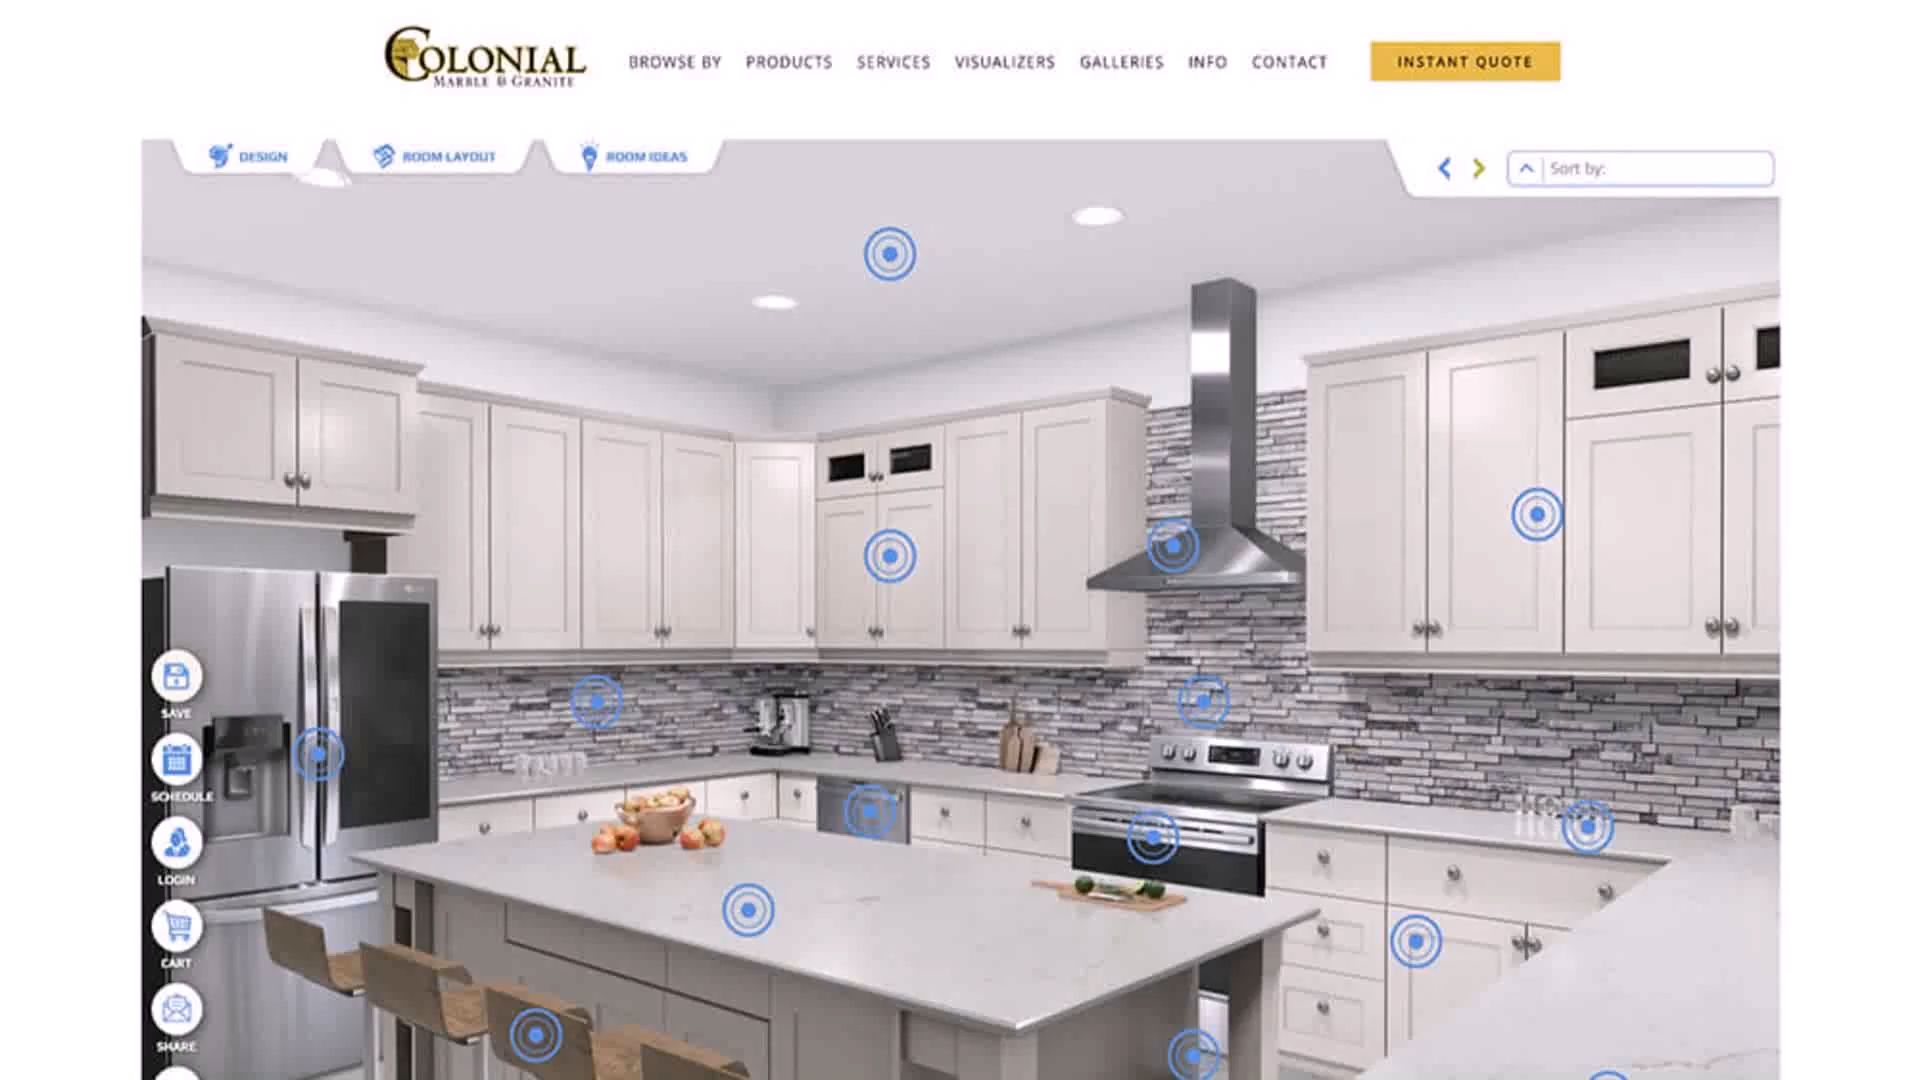 COLONIAL
MARBLE & GRANITE
BROWSE BY
PRODUCTS
SERVICES
VISUALIZERS
GALLERIES
INFO
CONTACT
INSTANT QUOTE
DESIGN
ROOM LAYOUT
ROOM IDEAS
Sort by:
SAVE
SCHEDULE
LOGIN
CART
SHARE